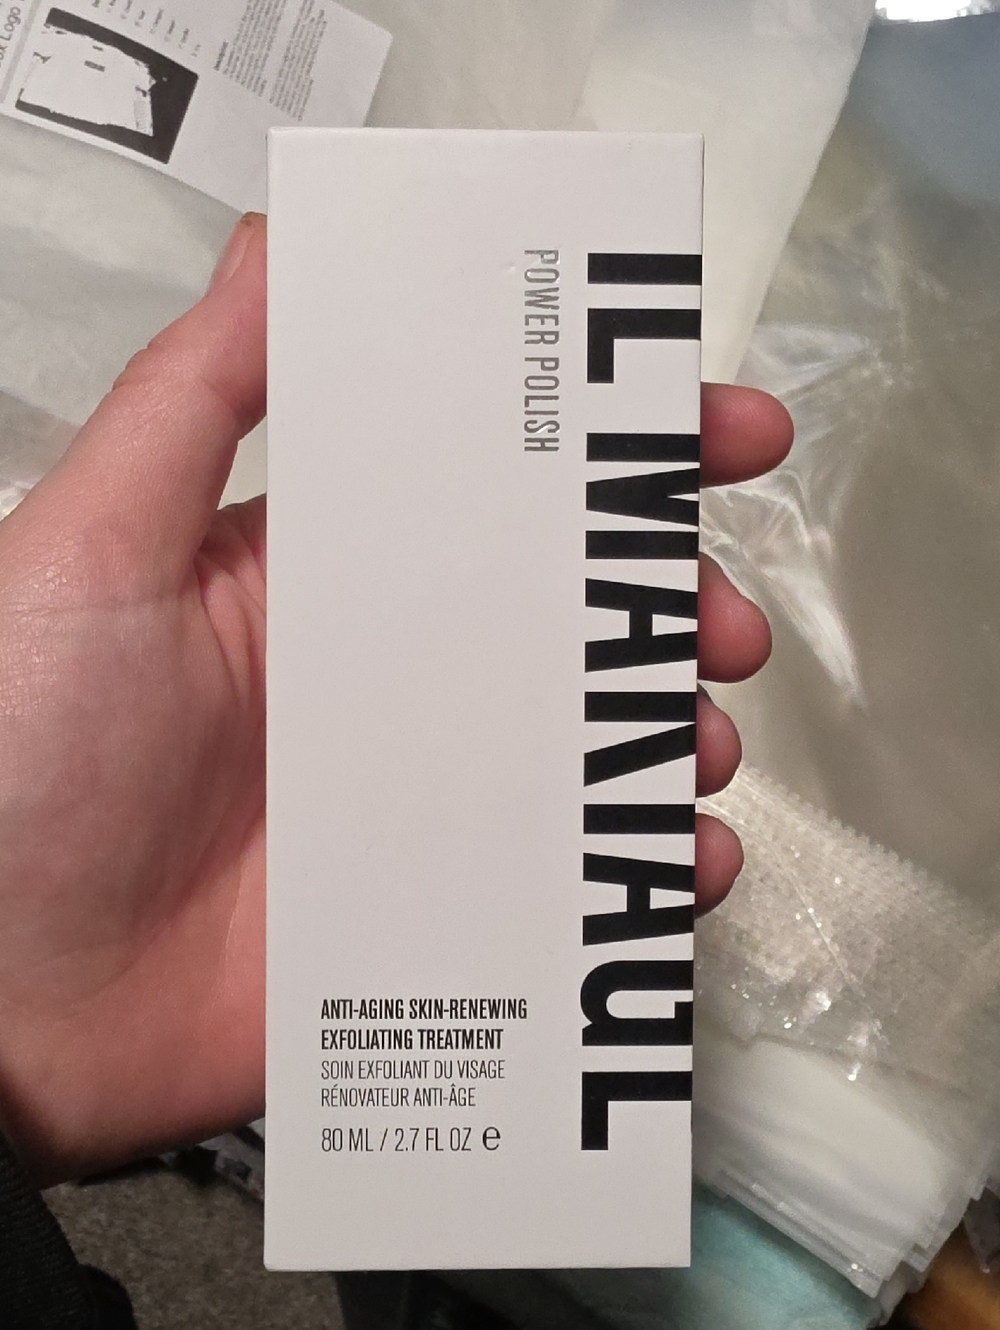 IL MAKIAGE
POWER POLISH
ANTI-AGING SKIN-RENEWING
EXFOLIATING TREATMENT
SOIN EXFOLIANT DU VISAGE
RÉNOVATEUR ANTI-ÂGE
80 ML / 2.7 FL OZ ℮
Logo